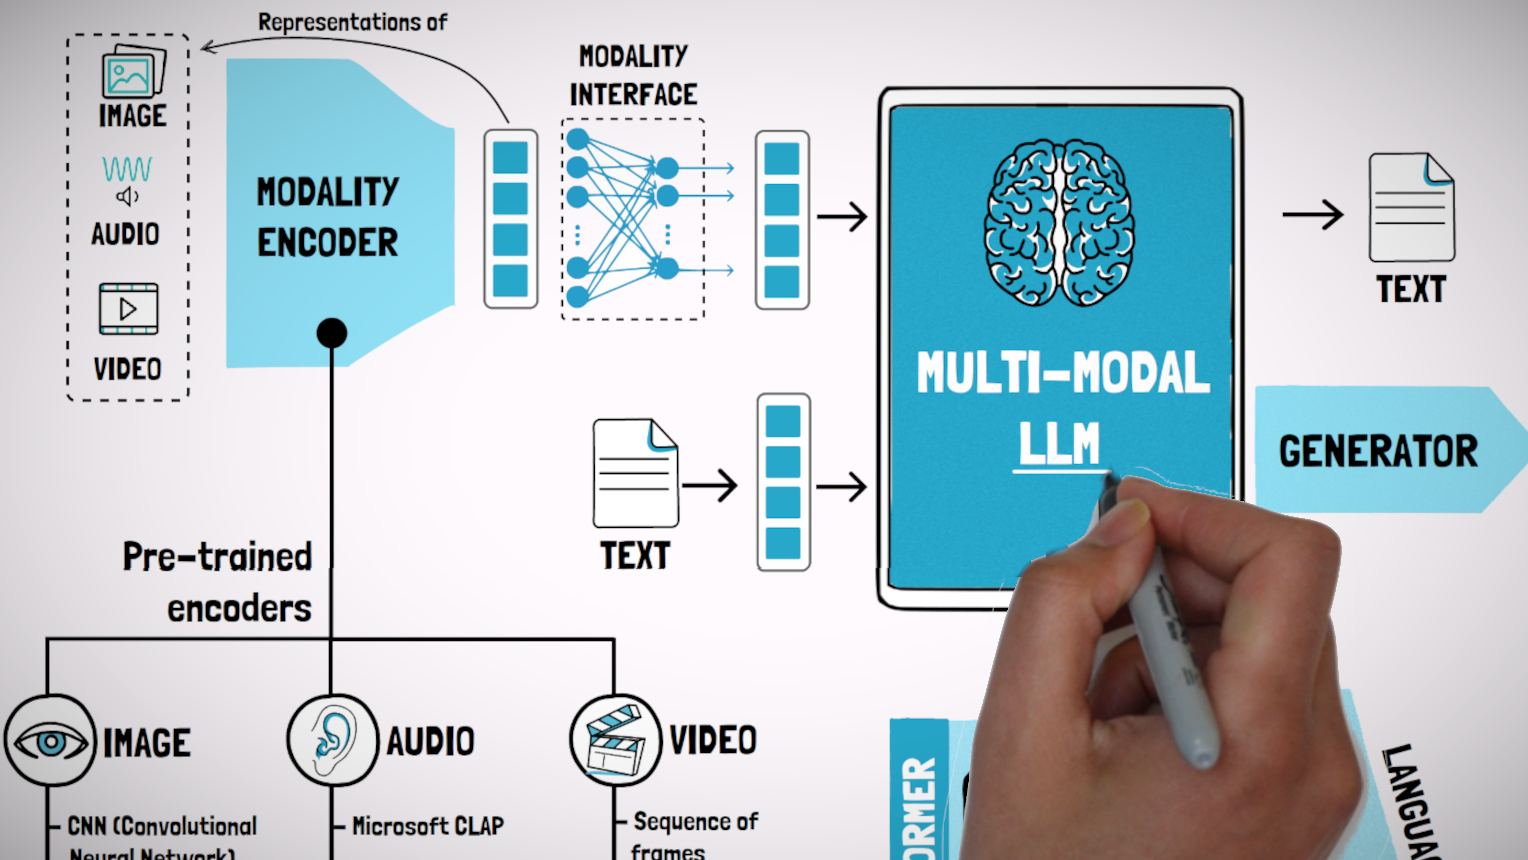 Representations of
IMAGE
AUDIO
VIDEO
MODALITY
ENCODER
MODALITY
INTERFACE
TEXT
MULTI-MODAL
LLM
TEXT
GENERATOR
Pre-trained
encoders
IMAGE
AUDIO
VIDEO
CNN (Convolutional
Neural Network)
Microsoft CLAP
Sequence of
frames
ORMER
LANGUA